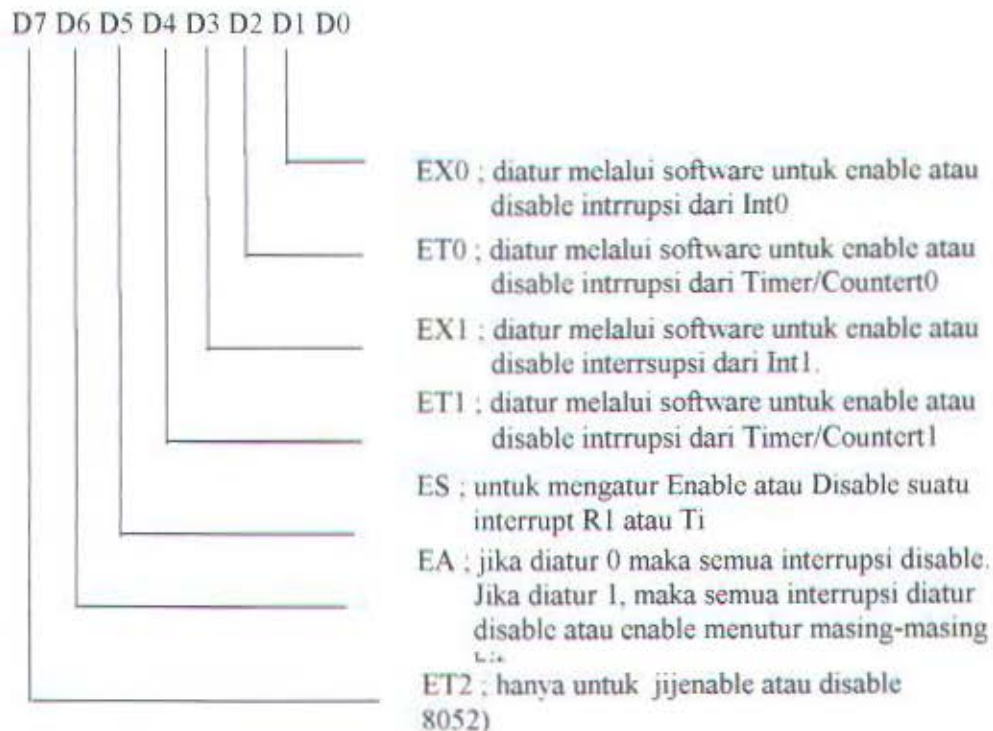 D7 D6 D5 D4 D3 D2 D1 D0
EX0 ; diatur melalui software untuk enable atau
disable intrrupsi dari Int0
ET0 ; diatur melalui software untuk enable atau
disable intrrupsi dari Timer/Countert0
EX1 ; diatur melalui software untuk enable atau
disable interrsupsi dari Int1.
ET1 ; diatur melalui software untuk enable atau
disable intrrupsi dari Timer/Countert1
ES ; untuk mengatur Enable atau Disable suatu
interrupt R1 atau Ti
EA ; jika diatur 0 maka semua interrupsi disable.
Jika diatur 1, maka semua interrupsi diatur
disable atau enable menutur masing-masing
ET2 ; hanya untuk jijenable atau disable
8052)